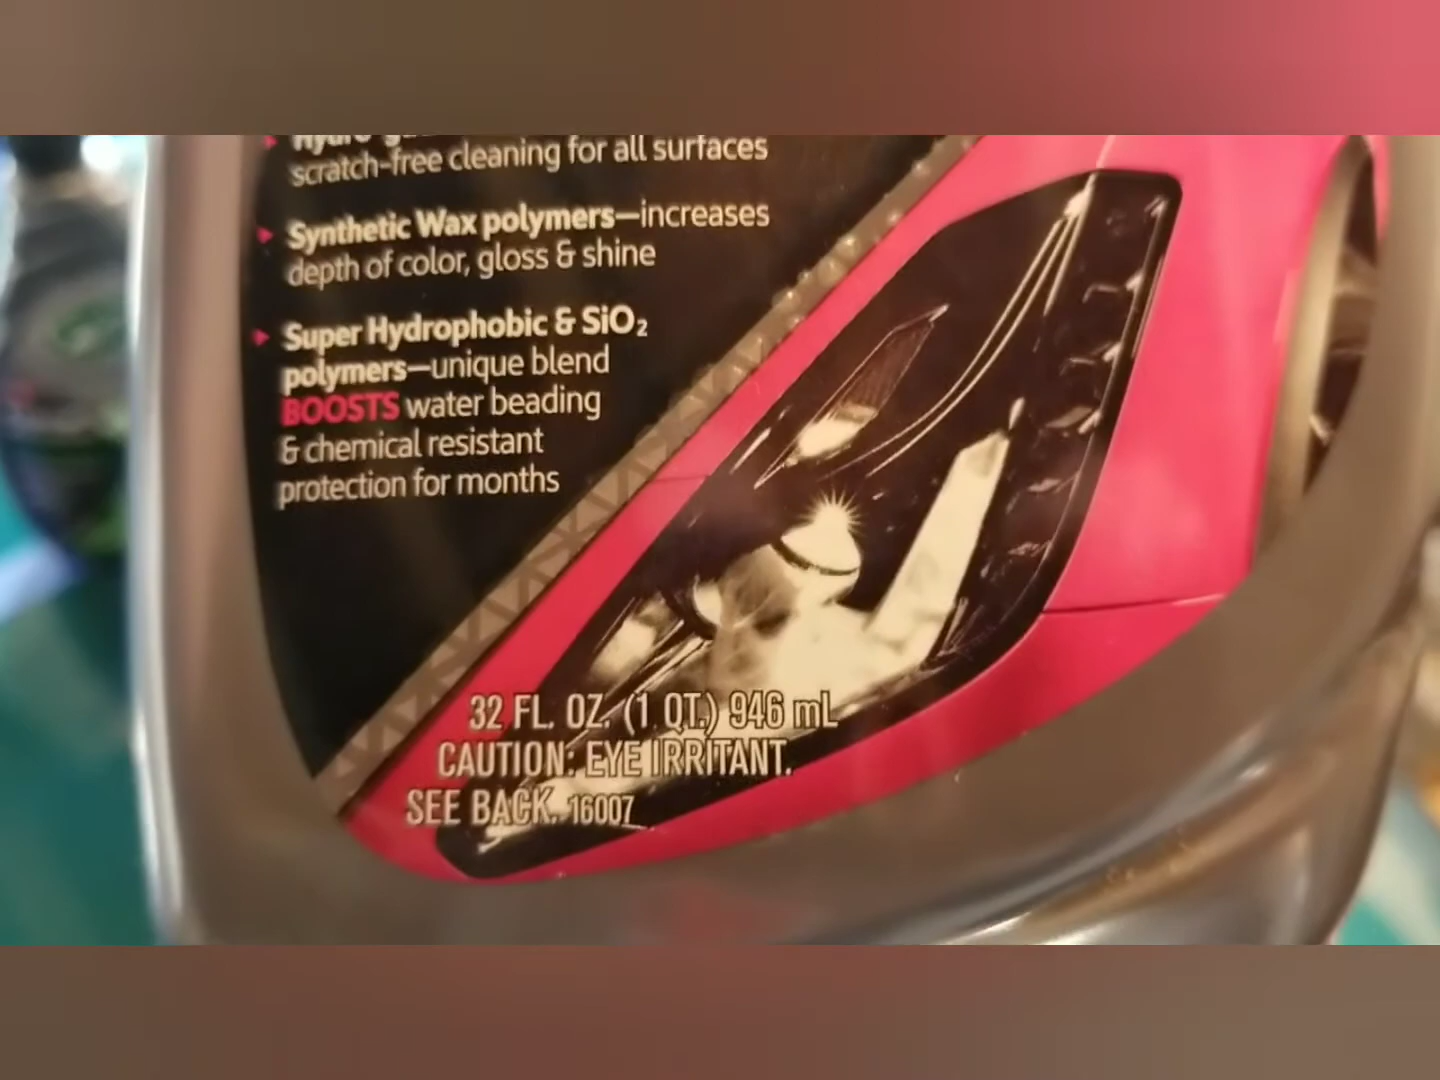 scratch-free cleaning for all surfaces
Synthetic Wax polymers—increases
depth of color, gloss & shine
Super Hydrophobic & SiO₂
polymers—unique blend
BOOSTS water beading
& chemical resistant
protection for months
32 FL. OZ. (1 QT.) 946 mL
CAUTION: EYE IRRITANT.
SEE BACK. 16007